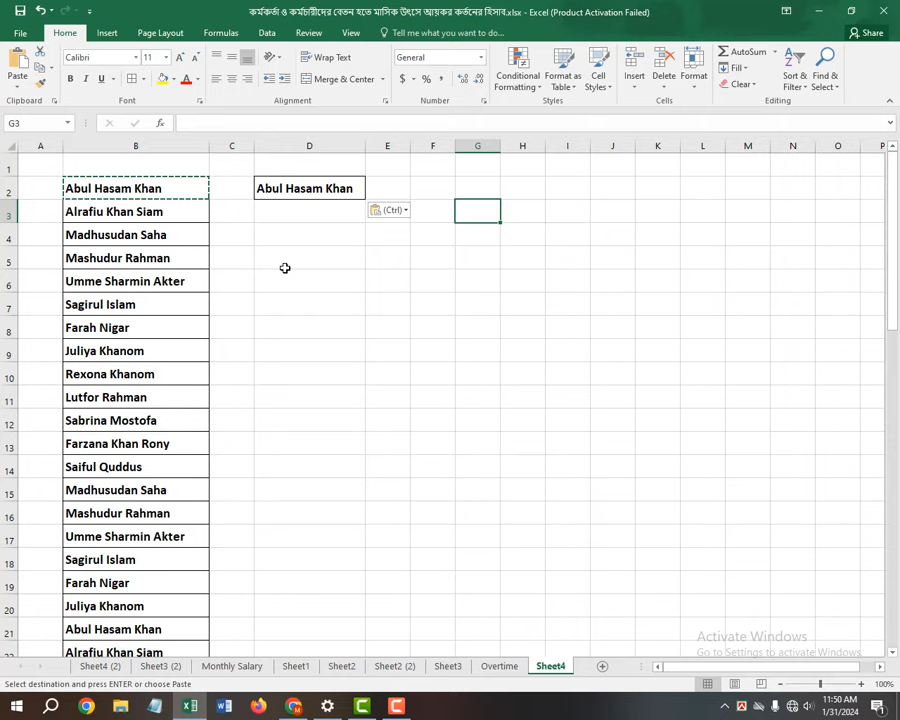 কর্মকর্তা ও কর্মচারীদের বেতন হতে মাসিক উৎসে আয়কর কর্তনের হিসাব.xlsx - Excel (Product Activation Failed)
File Home Insert Page Layout Formulas Data Review View Tell me what you want to do... Share
Paste
Clipboard
Calibri 11
B I U
Font
Wrap Text
Merge & Center
Alignment
General
$ % ,
Number
Conditional Formatting
Format as Table
Cell Styles
Styles
Insert Delete Format
Cells
AutoSum
Fill
Clear
Sort & Filter
Find & Select
Editing
G3 fx
A B C D E F G H I J K L M N O P
1
2 Abul Hasam Khan Abul Hasam Khan
3 Alrafiu Khan Siam (Ctrl)
4 Madhusudan Saha
5 Mashudur Rahman
6 Umme Sharmin Akter
7 Sagirul Islam
8 Farah Nigar
9 Juliya Khanom
10 Rexona Khanom
11 Lutfor Rahman
12 Sabrina Mostofa
13 Farzana Khan Rony
14 Saiful Quddus
15 Madhusudan Saha
16 Mashudur Rahman
17 Umme Sharmin Akter
18 Sagirul Islam
19 Farah Nigar
20 Juliya Khanom
21 Abul Hasam Khan
Alrafiu Khan Siam
Activate Windows
Go to Settings to activate Windows.
Sheet4 (2) Sheet3 (2) Monthly Salary Sheet1 Sheet2 Sheet2 (2) Sheet3 Overtime Sheet4
Select destination and press ENTER or choose Paste 100%
11:50 AM
1/31/2024